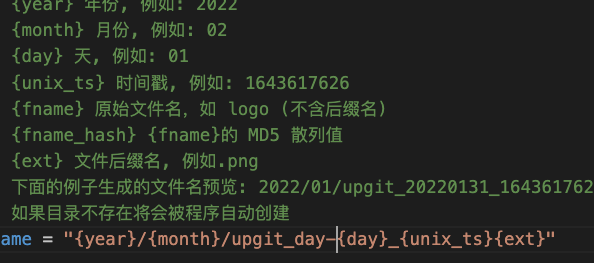 {year} 年份, 例如: 2022
{month} 月份, 例如: 02
{day} 天, 例如: 01
{unix_ts} 时间戳, 例如: 1643617626
{fname} 原始文件名，如 logo (不含后缀名)
{fname_hash} {fname}的 MD5 散列值
{ext} 文件后缀名, 例如.png
下面的例子生成的文件名预览: 2022/01/upgit_20220131_164361762
如果目录不存在将会被程序自动创建
ame = "{year}/{month}/upgit_day-{day}_{unix_ts}{ext}"